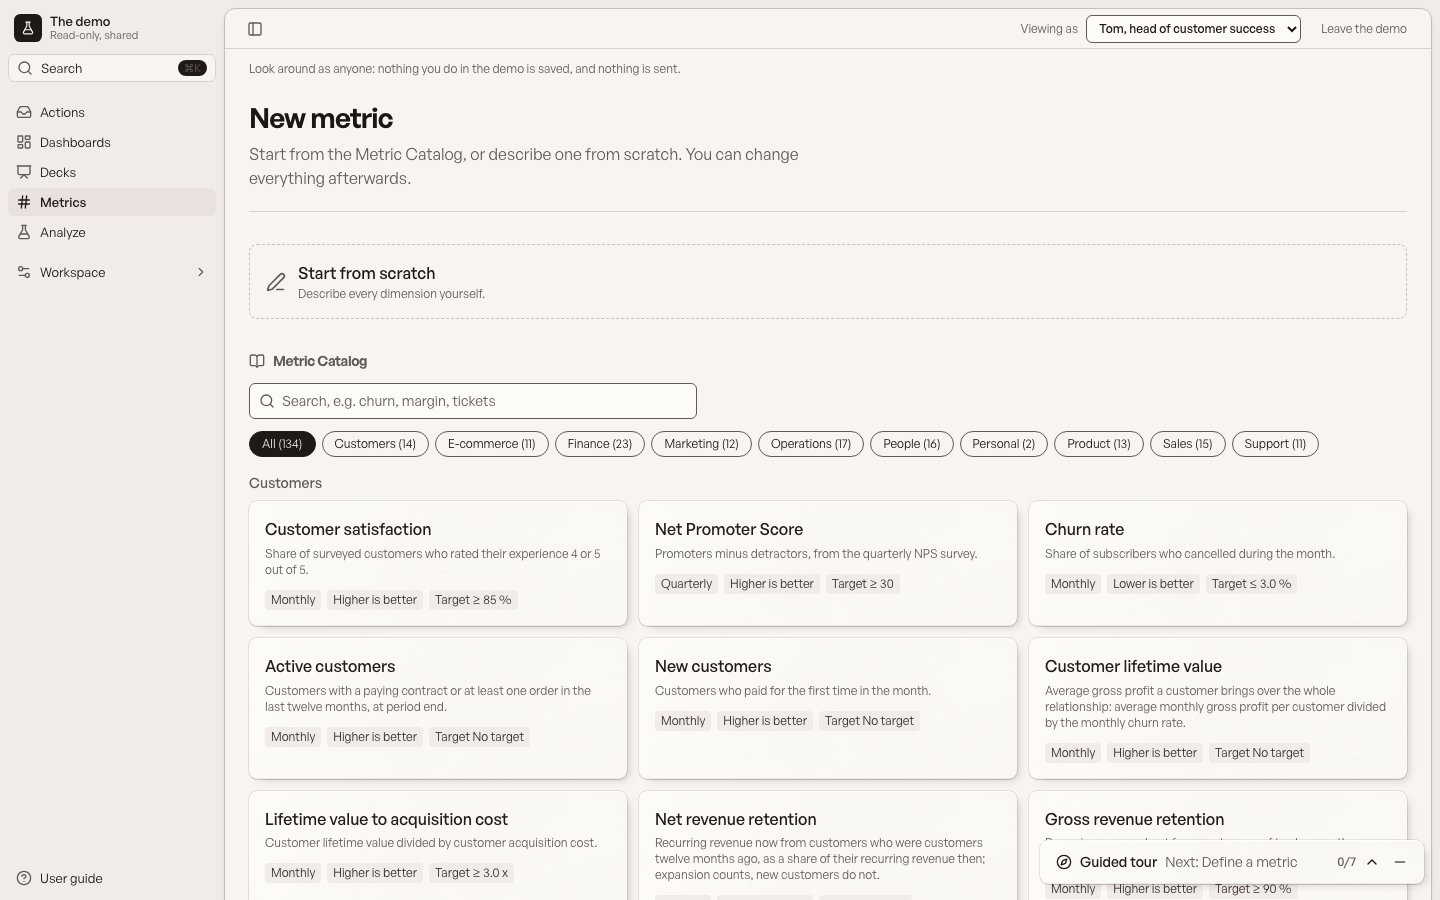 The demo
Read-only, shared
Search
⌘K
Actions
Dashboards
Decks
Metrics
Analyze
Workspace
User guide
Viewing as
Tom, head of customer success
Leave the demo
Look around as anyone: nothing you do in the demo is saved, and nothing is sent.
New metric
Start from the Metric Catalog, or describe one from scratch. You can change
everything afterwards.
Start from scratch
Describe every dimension yourself.
Metric Catalog
Search, e.g. churn, margin, tickets
All (134)
Customers (14)
E-commerce (11)
Finance (23)
Marketing (12)
Operations (17)
People (16)
Personal (2)
Product (13)
Sales (15)
Support (11)
Customers
Customer satisfaction
Share of surveyed customers who rated their experience 4 or 5
out of 5.
Monthly
Higher is better
Target ≥ 85 %
Net Promoter Score
Promoters minus detractors, from the quarterly NPS survey.
Quarterly
Higher is better
Target ≥ 30
Churn rate
Share of subscribers who cancelled during the month.
Monthly
Lower is better
Target ≤ 3.0 %
Active customers
Customers with a paying contract or at least one order in the
last twelve months, at period end.
Monthly
Higher is better
Target No target
New customers
Customers who paid for the first time in the month.
Monthly
Higher is better
Target No target
Customer lifetime value
Average gross profit a customer brings over the whole
relationship: average monthly gross profit per customer divided
by the monthly churn rate.
Monthly
Higher is better
Target No target
Lifetime value to acquisition cost
Customer lifetime value divided by customer acquisition cost.
Monthly
Higher is better
Target ≥ 3.0 x
Net revenue retention
Recurring revenue now from customers who were customers
twelve months ago, as a share of their recurring revenue then;
expansion counts, new customers do not.
Gross revenue retention
Monthly
Higher is better
Target ≥ 90 %
Guided tour
Next: Define a metric
0/7